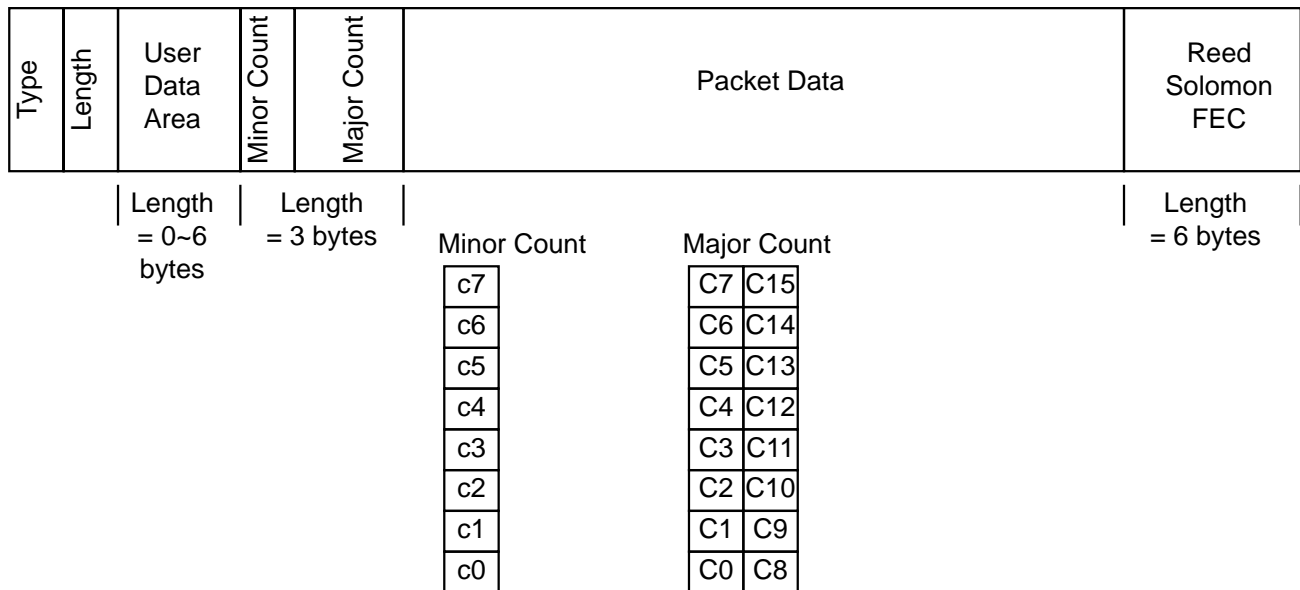 Type
Length
User
Data
Area
Minor Count
Major Count
Packet Data
Reed
Solomon
FEC
Length
= 0~6
bytes
Length
= 3 bytes
Length
= 6 bytes
Minor Count
c7
c6
c5
c4
c3
c2
c1
c0
Major Count
C7 C15
C6 C14
C5 C13
C4 C12
C3 C11
C2 C10
C1 C9
C0 C8